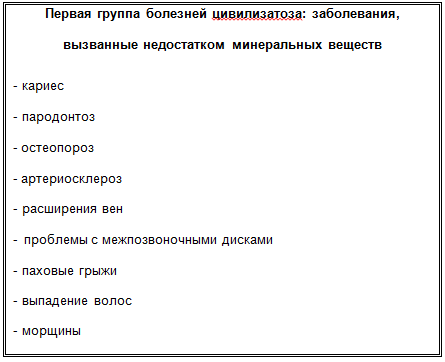 Первая группа болезней цивилизатоза: заболевания,
вызванные недостатком минеральных веществ
- кариес
- пародонтоз
- остеопороз
- артериосклероз
- расширения вен
- проблемы с межпозвоночными дисками
- паховые грыжи
- выпадение волос
- морщины